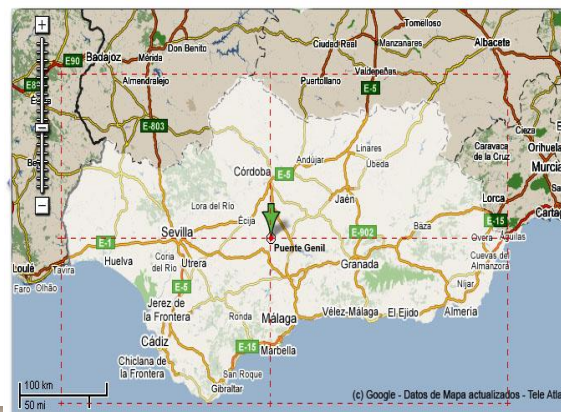 Tomelloso
Don Benito
Ciudad Real
Manzanares
Albacete
E90
Badajoz
Mérida
Valdepeñas
Almendralejo
Puertollano
E-5
E-803
Cieza
Caravaca
de la Cruz
Orihuela
Murcia
Linares
Andújar
Úbeda
Córdoba
E-5
Lora del Río
Jaén
Lorca
Écija
E-15
Cartag
Sevilla
E-902
Baza
Puente Genil
Overa
Águilas
E-1
Loulé
Tavira
Huelva
Coria
del Río
Utrera
Granada
Cuevas de
Almanzora
Faro
Olhão
E-5
Níjar
Jerez de
la Frontera
Ronda
Málaga
Vélez-Málaga
El Ejido
Almería
Cádiz
E-15
Marbella
Chiclana de
la Frontera
San Roque
Gibraltar
100 km
50 mi
(c) Google - Datos de Mapa actualizados - Tele Atla